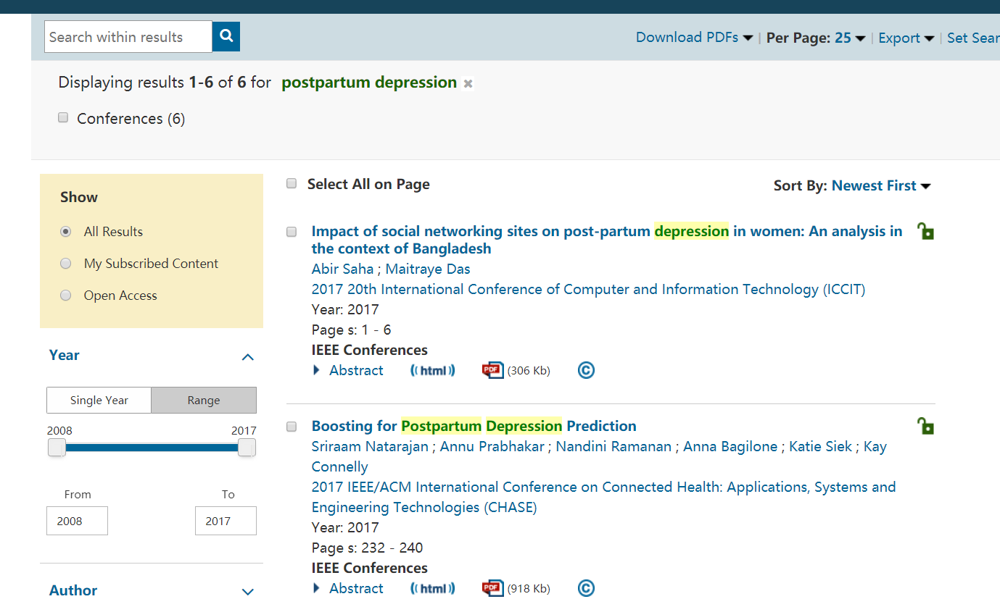 Search within results
Download PDFs | Per Page: 25 | Export | Set Sear
Displaying results 1-6 of 6 for postpartum depression ×
Conferences (6)
Show
All Results
My Subscribed Content
Open Access
Year
Single Year Range
2008 2017
From To
2008 2017
Author
Select All on Page
Sort By: Newest First
Impact of social networking sites on post-partum depression in women: An analysis in
the context of Bangladesh
Abir Saha ; Maitraye Das
2017 20th International Conference of Computer and Information Technology (ICCIT)
Year: 2017
Page s: 1 - 6
IEEE Conferences
Abstract ((html)) PDF (306 Kb) ©
Boosting for Postpartum Depression Prediction
Sriraam Natarajan ; Annu Prabhakar ; Nandini Ramanan ; Anna Bagilone ; Katie Siek ; Kay
Connelly
2017 IEEE/ACM International Conference on Connected Health: Applications, Systems and
Engineering Technologies (CHASE)
Year: 2017
Page s: 232 - 240
IEEE Conferences
Abstract ((html)) PDF (918 Kb) ©